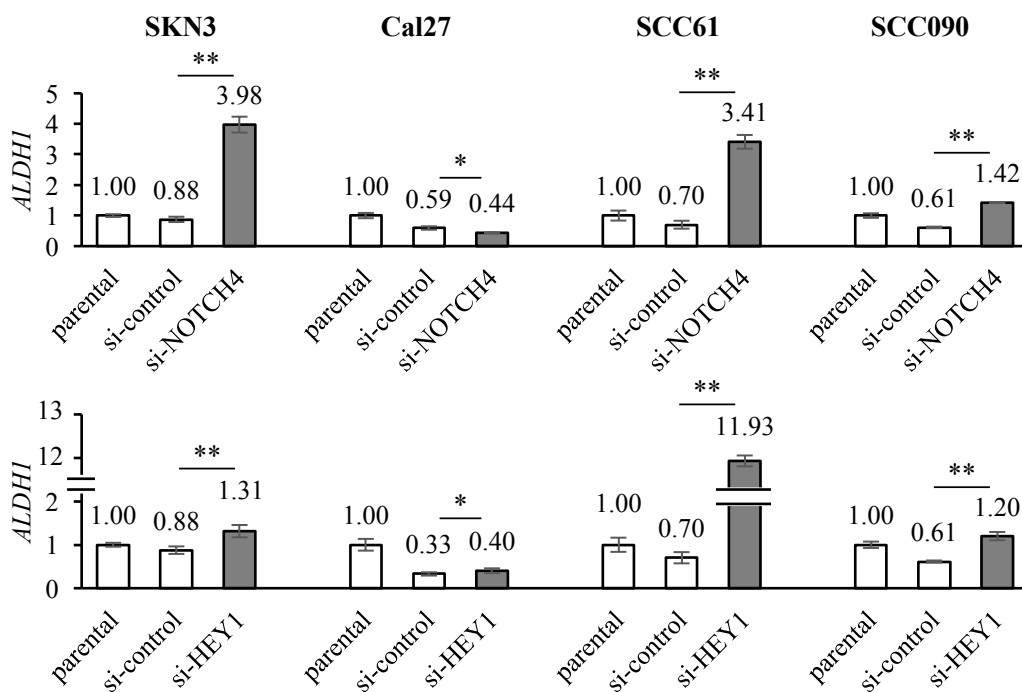 SKN3 Cal27 SCC61 SCC090
** ** 
3.98 3.41
5
4
3
2
1
0
ALDH1
1.00 0.88
1.00 0.59 * 0.44
1.00 0.70
1.00 0.61 ** 1.42
parental si-control si-NOTCH4 parental si-control si-NOTCH4 parental si-control si-NOTCH4 parental si-control si-NOTCH4
13
12
2
1
0
ALDH1
1.00 0.88 ** 1.31
1.00 0.33 * 0.40
1.00 0.70 ** 11.93
1.00 0.61 ** 1.20
parental si-control si-HEY1 parental si-control si-HEY1 parental si-control si-HEY1 parental si-control si-HEY1